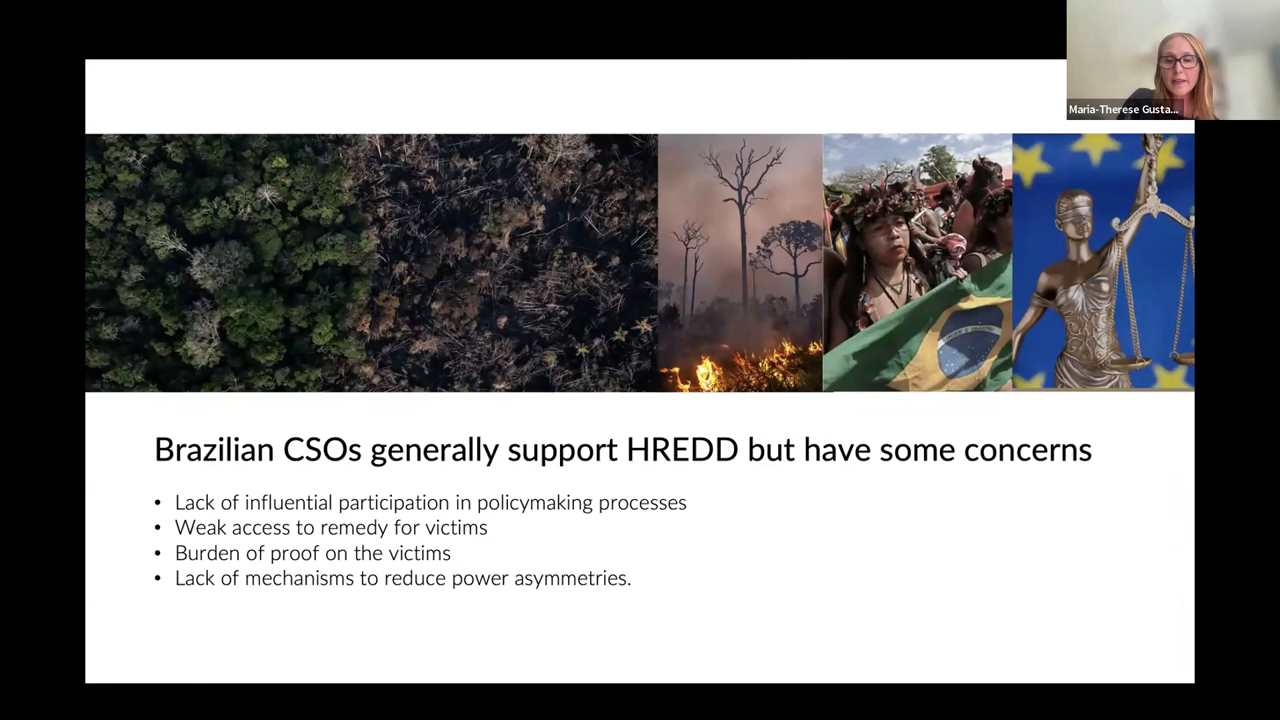 Maria-Therese Gusta...
Brazilian CSOs generally support HREDD but have some concerns
• Lack of influential participation in policymaking processes
• Weak access to remedy for victims
• Burden of proof on the victims
• Lack of mechanisms to reduce power asymmetries.